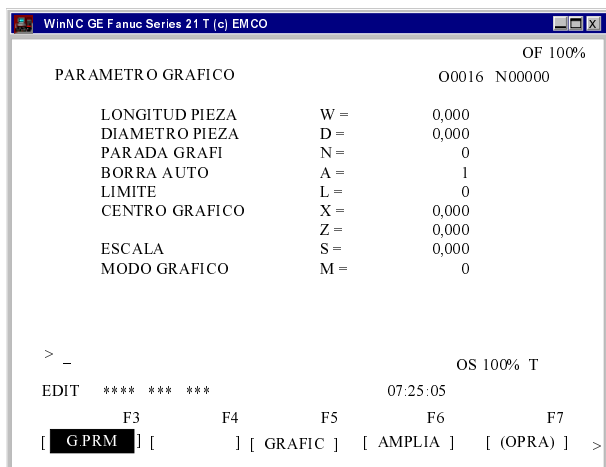 WinNC GE Fanuc Series 21 T (c) EMCO
OF 100%
PARAMETRO GRAFICO O0016 N00000
LONGITUD PIEZA W = 0,000
DIAMETRO PIEZA D = 0,000
PARADA GRAFI N = 0
BORRA AUTO A = 1
LIMITE L = 0
CENTRO GRAFICO X = 0,000
Z = 0,000
ESCALA S = 0,000
MODO GRAFICO M = 0
> _
OS 100% T
EDIT **** *** *** 07:25:05
F3 F4 F5 F6 F7
[ G.PRM ] [ ] [ GRAFIC ] [ AMPLIA ] [ (OPRA) ] >